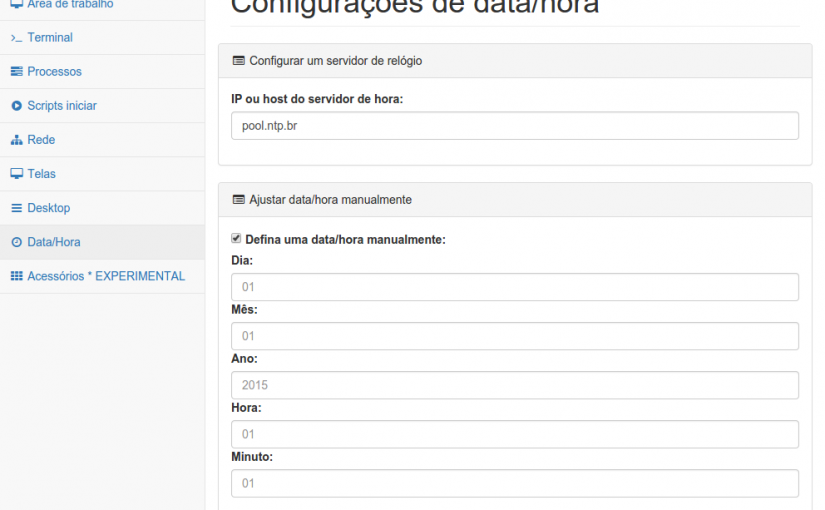 Área de trabalho
Terminal
Processos
Scripts iniciar
Rede
Telas
Desktop
Data/Hora
Acessórios * EXPERIMENTAL
Configurações de data/hora
Configurar um servidor de relógio
IP ou host do servidor de hora:
pool.ntp.br
Ajustar data/hora manualmente
Defina uma data/hora manualmente:
Dia:
01
Mês:
01
Ano:
2015
Hora:
01
Minuto:
01